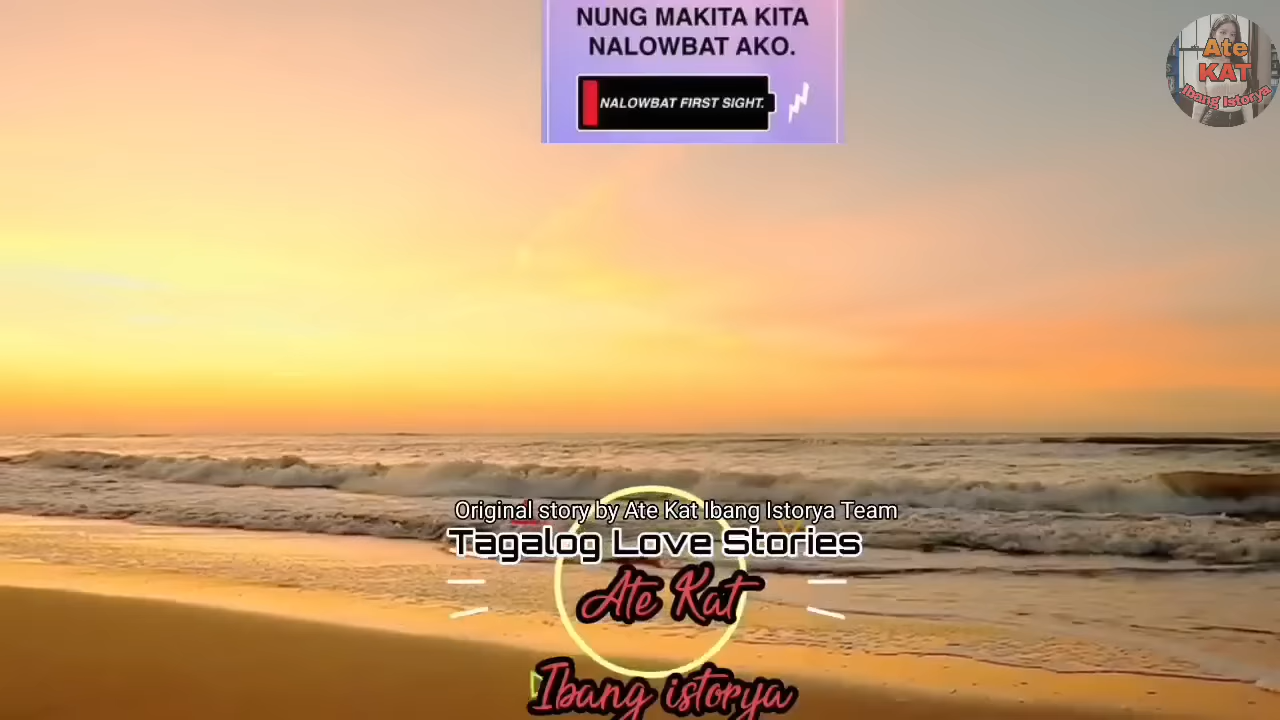 NUNG MAKITA KITA
NALOWBAT AKO.
NALOWBAT FIRST SIGHT.
Ate
KAT
Ibang Istorya
Original story by Ate Kat Ibang Istorya Team
Tagalog Love Stories
Ate Kat
Ibang istorya